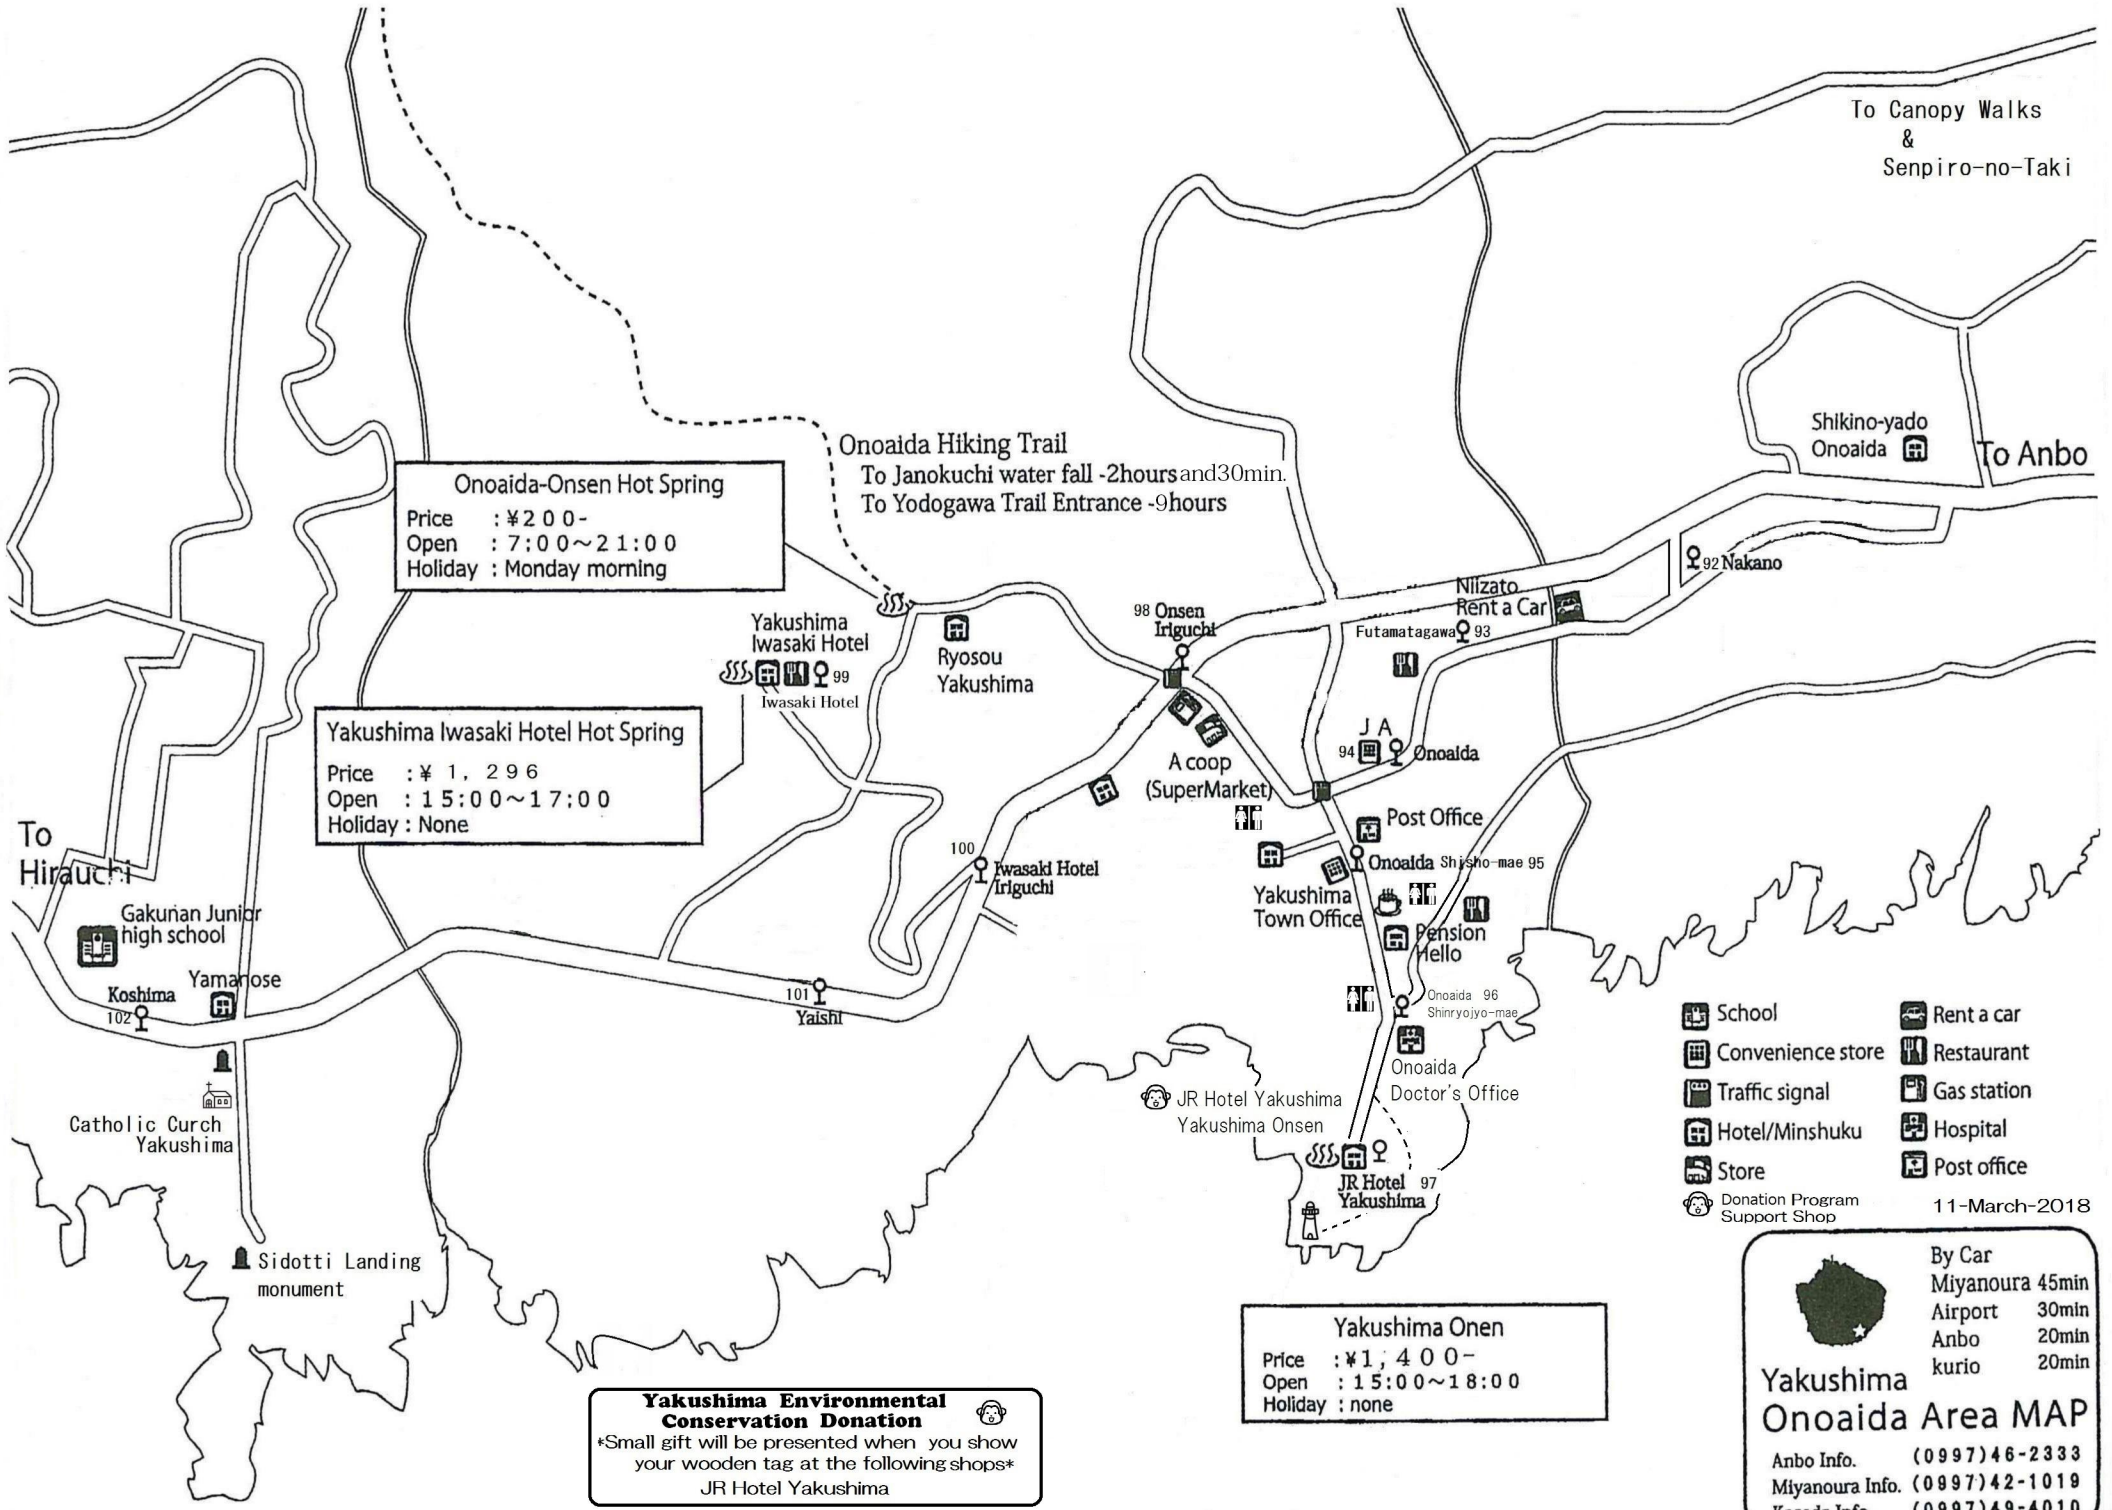 To Canopy Walks
&
Senpiro-no-Taki
Shikino-yado
Onoaida
To Anbo
Onoaida Hiking Trail
To Janokuchi water fall -2hours and30min.
To Yodogawa Trail Entrance -9hours
Onoaida-Onsen Hot Spring
Price :¥200-
Open : 7:00~21:00
Holiday : Monday morning
92 Nakano
Niizato
Rent a Car
Futamatagawa 93
98 Onsen
Iriguchi
Yakushima
Iwasaki Hotel
99
Iwasaki Hotel
Ryosou
Yakushima
Yakushima Iwasaki Hotel Hot Spring
Price :¥ 1, 296
Open : 15:00~17:00
Holiday : None
JA
94
Onoaida
A coop
(SuperMarket)
Post Office
Onoaida Shisho-mae 95
Yakushima
Town Office
Pension
Hello
100
Iwasaki Hotel
Iriguchi
To
Hirauchi
Gakunan Junior
high school
Yamanose
Koshima
102
101
Yaishi
Onoaida 96
Shinryojyo-mae
Onoaida
Doctor's Office
JR Hotel Yakushima
Yakushima Onsen
JR Hotel 97
Yakushima
Catholic Curch
Yakushima
Sidotti Landing
monument
School
Convenience store
Traffic signal
Hotel/Minshuku
Store
Donation Program
Support Shop
Rent a car
Restaurant
Gas station
Hospital
Post office
11-March-2018
Yakushima Onen
Price :¥1,400-
Open : 15:00~18:00
Holiday : none
Yakushima Environmental
Conservation Donation
*Small gift will be presented when you show
your wooden tag at the following shops*
JR Hotel Yakushima
By Car
Miyanoura 45min
Airport 30min
Anbo 20min
kurio 20min
Yakushima
Onoaida Area MAP
Anbo Info. (0997)46-2333
Miyanoura Info. (0997)42-1019